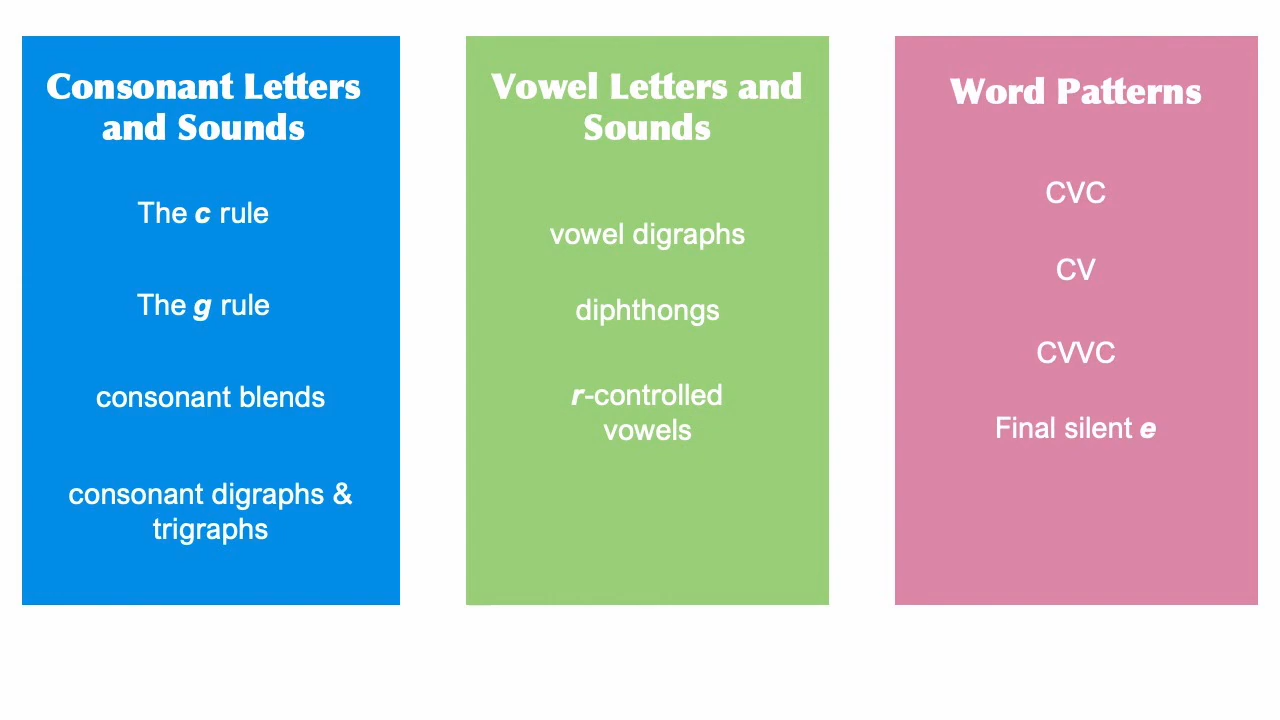 Consonant Letters
and Sounds
The c rule
The g rule
consonant blends
consonant digraphs &
trigraphs
Vowel Letters and
Sounds
vowel digraphs
diphthongs
r-controlled
vowels
Word Patterns
CVC
CV
CVVC
Final silent e